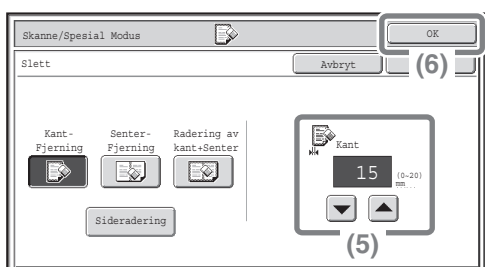 Skanne/Spesial Modus
OK
Slett
Avbryt
(6)
Kant-
Fjerning
Senter-
Fjerning
Radering av
kant+Senter
Kant
15
(0~20)
mm
Sideradering
(5)